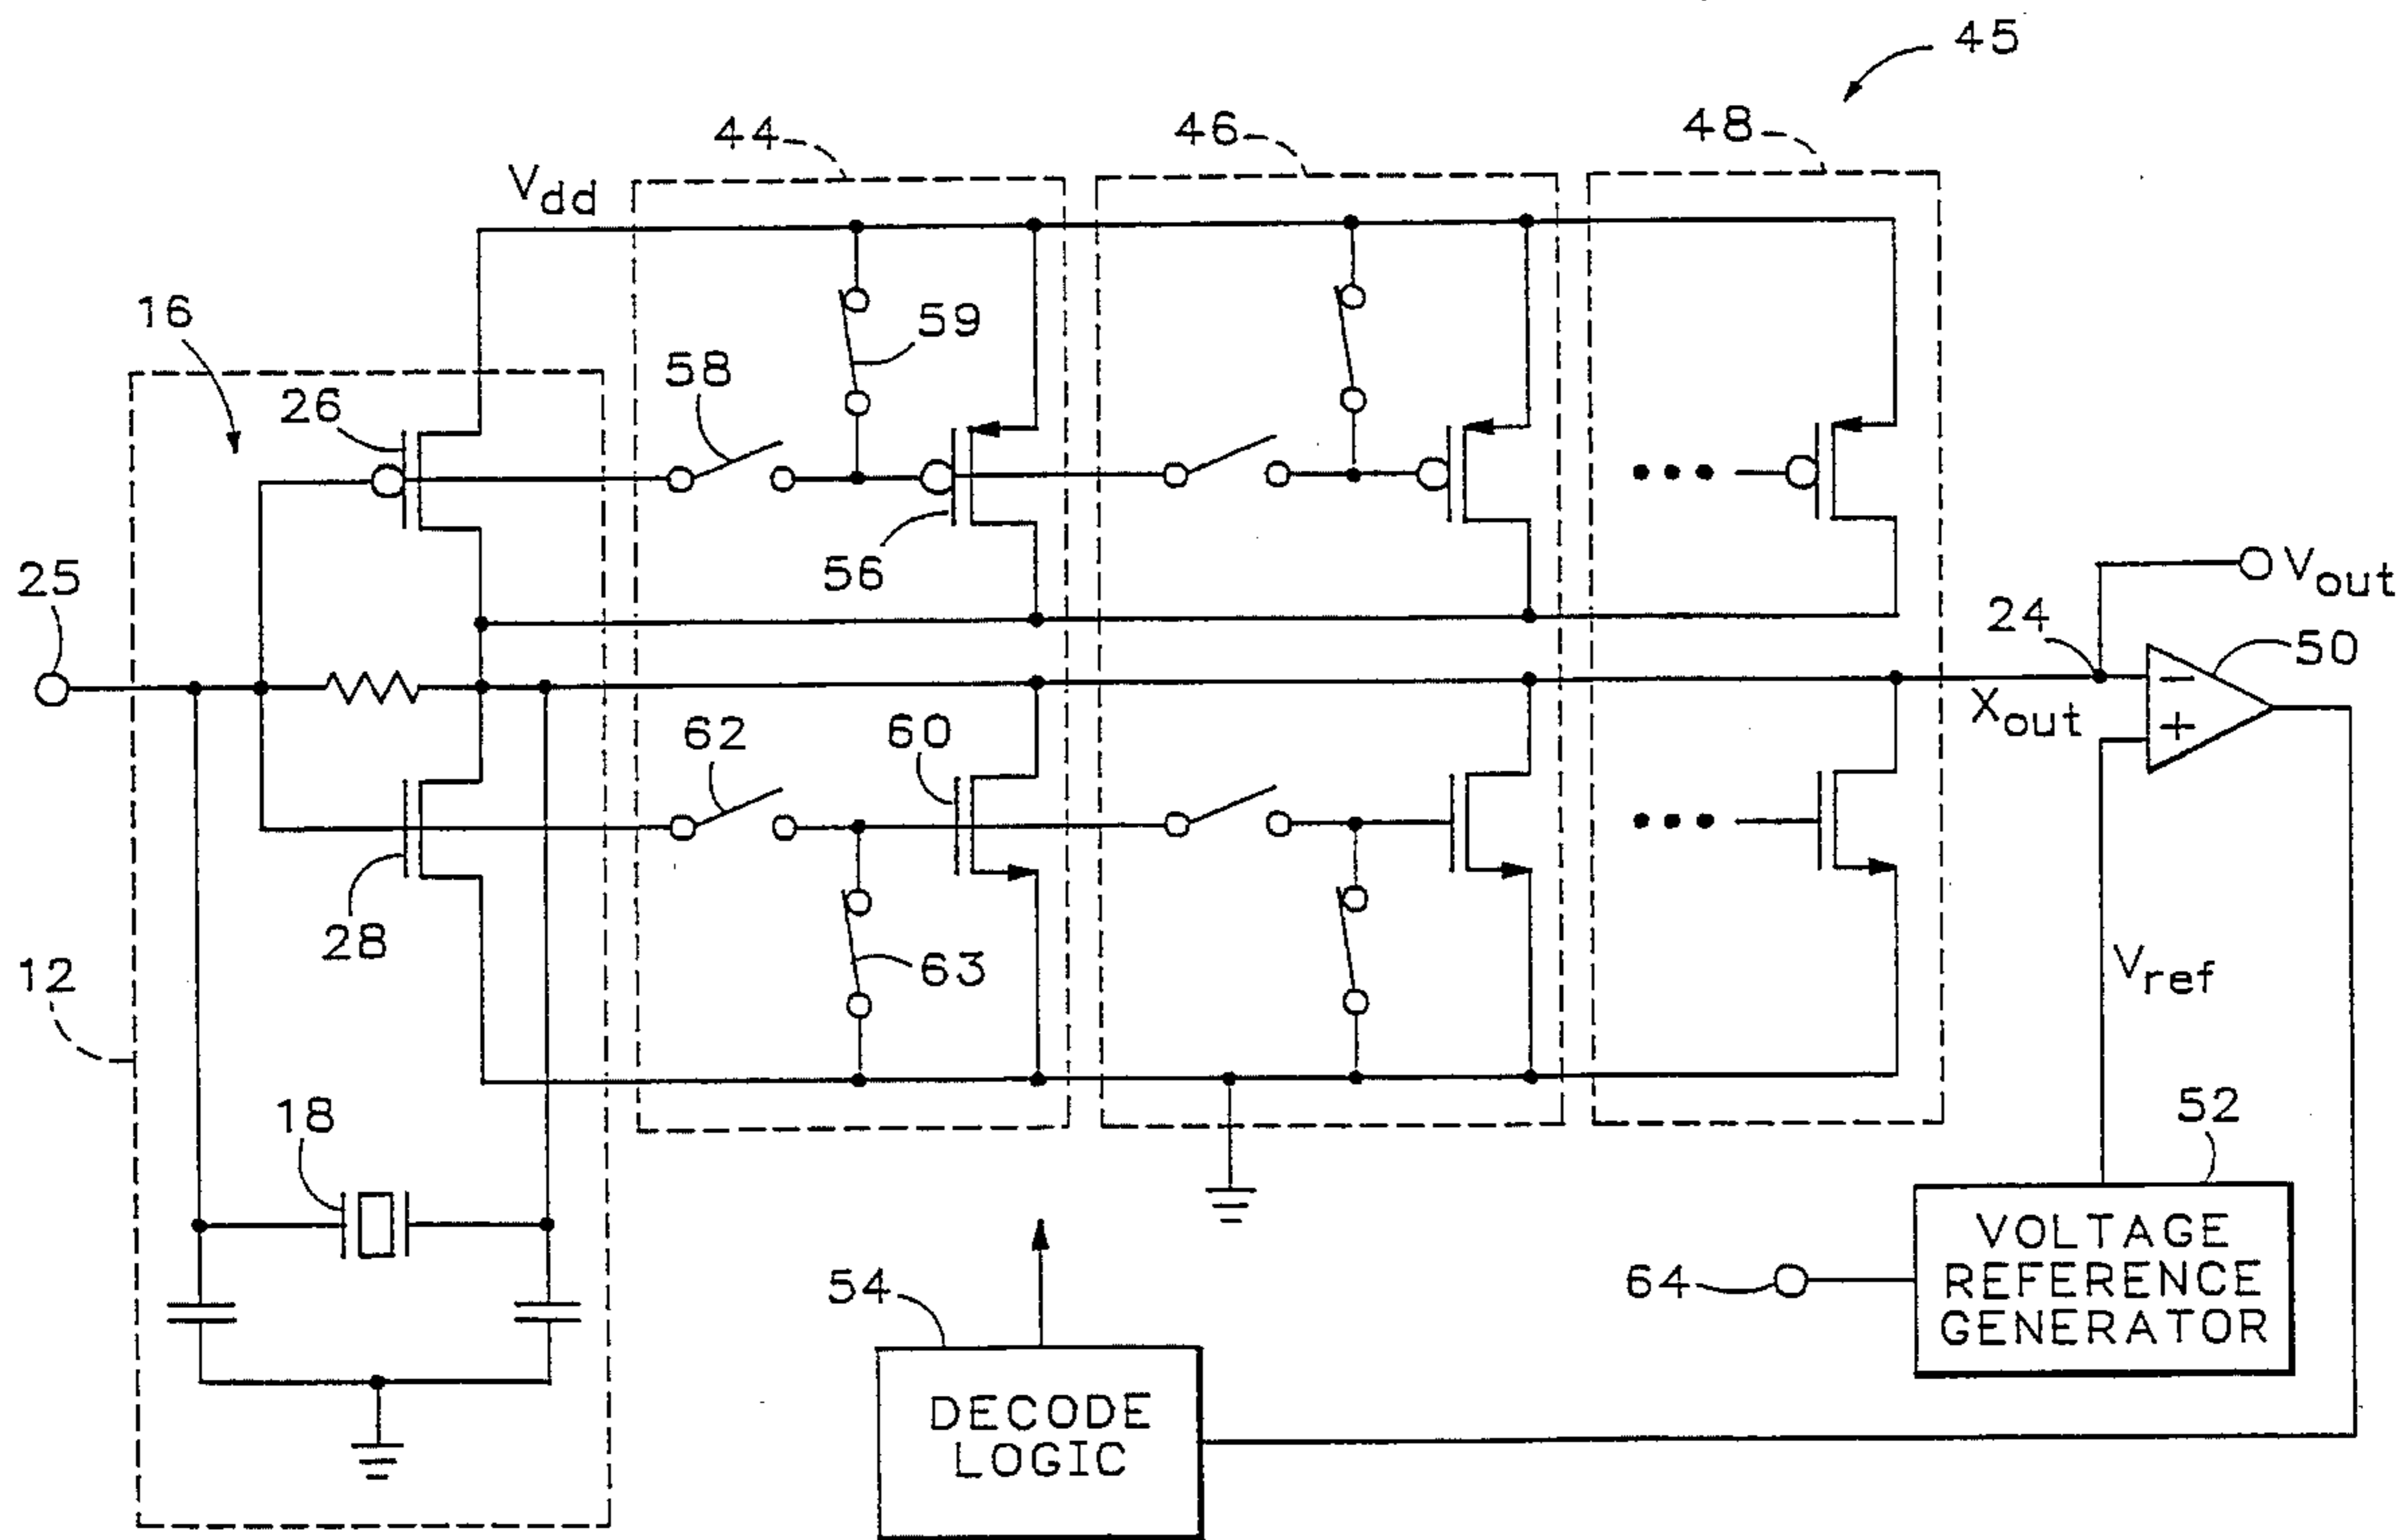 45
44
46
48
Vdd
16
59
58
26
56
25
Vout
24
50
Xout
62
60
28
63
12
Vref
18
52
VOLTAGE
REFERENCE
GENERATOR
64
54
DECODE
LOGIC